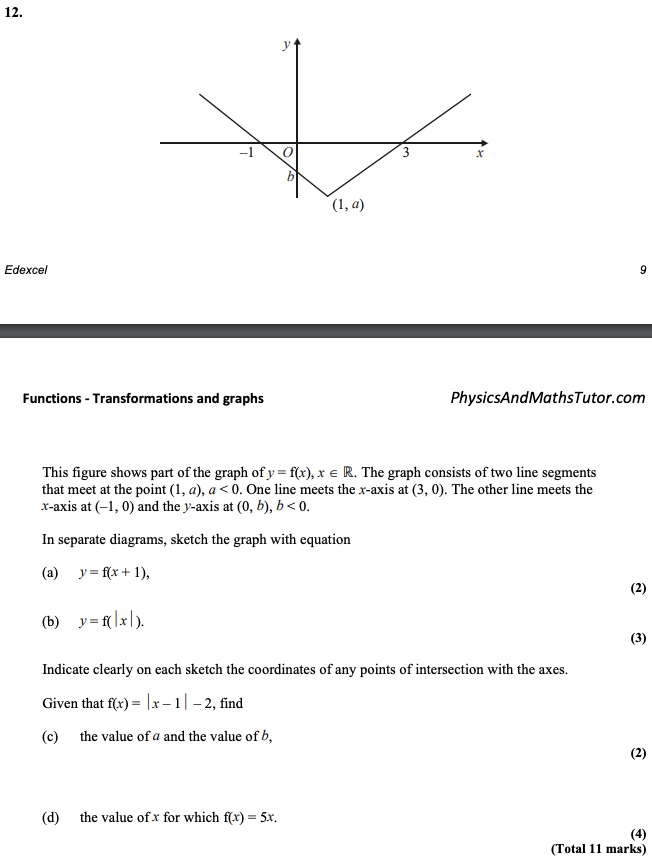 12.
y
−1
O
3
x
b
(1, a)
Edexcel
9
Functions - Transformations and graphs
PhysicsAndMathsTutor.com
This figure shows part of the graph of y = f(x), x ∈ ℝ. The graph consists of two line segments
that meet at the point (1, a), a < 0. One line meets the x-axis at (3, 0). The other line meets the
x-axis at (−1, 0) and the y-axis at (0, b), b < 0.
In separate diagrams, sketch the graph with equation
(a) y = f(x + 1),
(2)
(b) y = f(|x|).
(3)
Indicate clearly on each sketch the coordinates of any points of intersection with the axes.
Given that f(x) = |x − 1| − 2, find
(c) the value of a and the value of b,
(2)
(d) the value of x for which f(x) = 5x.
(4)
(Total 11 marks)